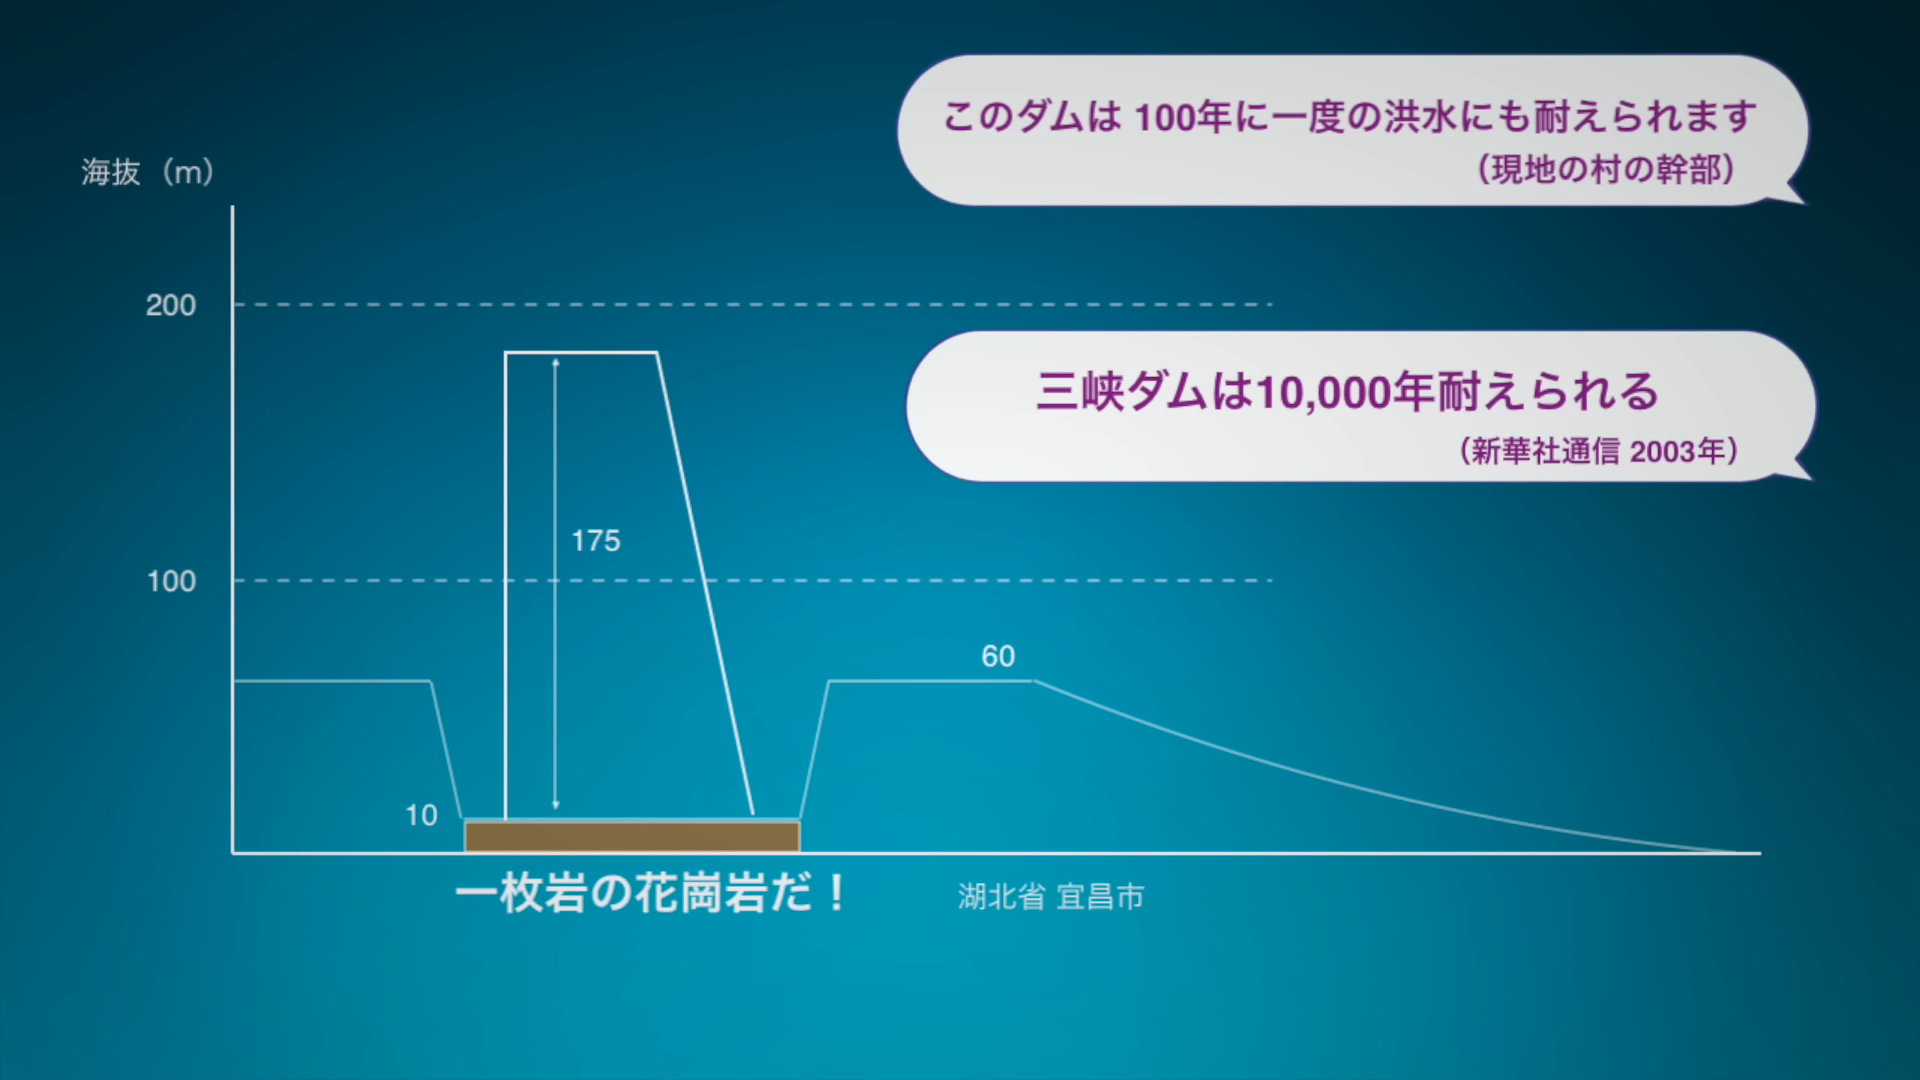 このダムは 100年に一度の洪水にも耐えられます
（現地の村の幹部）
海抜（m）
200
三峡ダムは10,000年耐えられる
（新華社通信 2003年）
175
100
60
10
一枚岩の花崗岩だ！
湖北省 宜昌市